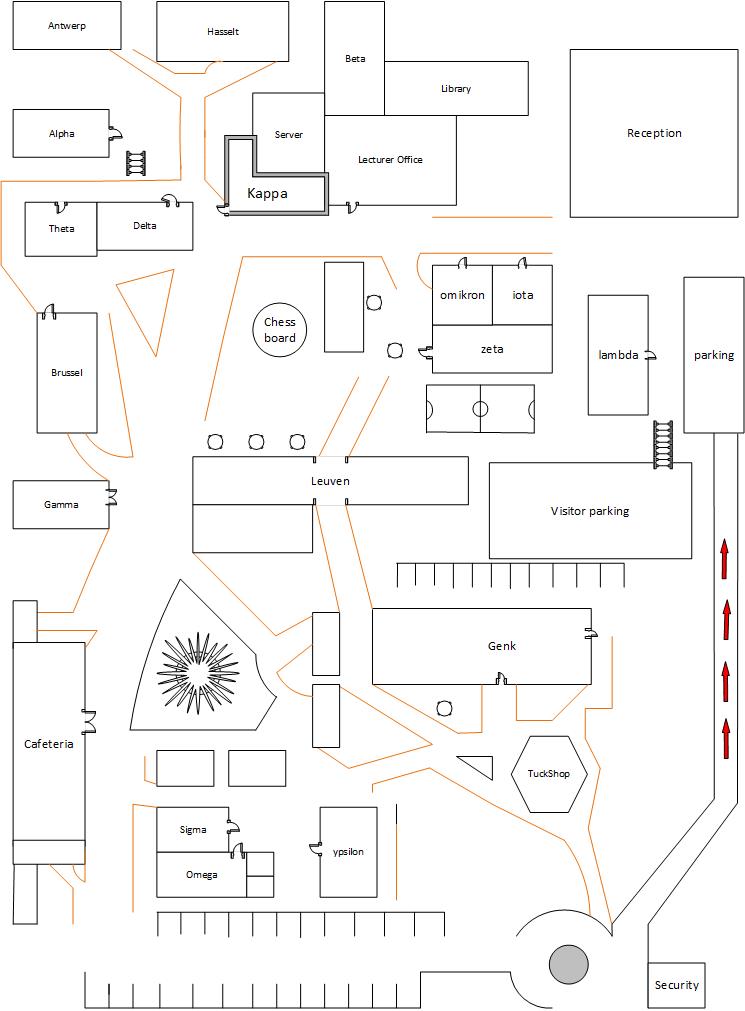 Antwerp
Hasselt
Beta
Library
Alpha
Server
Lecturer Office
Reception
Kappa
Theta
Delta
omikron
iota
Chess
board
zeta
lambda
parking
Brussel
Leuven
Gamma
Visitor parking
Genk
Cafeteria
TuckShop
Sigma
ypsilon
Omega
Security